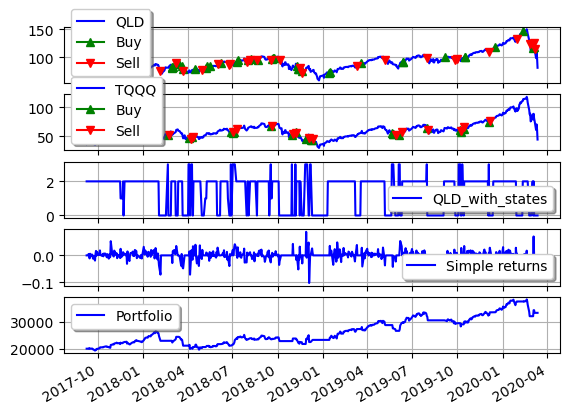 QLD
Buy
Sell
150
100
TQQQ
Buy
Sell
100
50
2
0
QLD_with_states
0.0
−0.1
Simple returns
Portfolio
30000
20000
2017-10
2018-01
2018-04
2018-07
2018-10
2019-01
2019-04
2019-07
2019-10
2020-01
2020-04